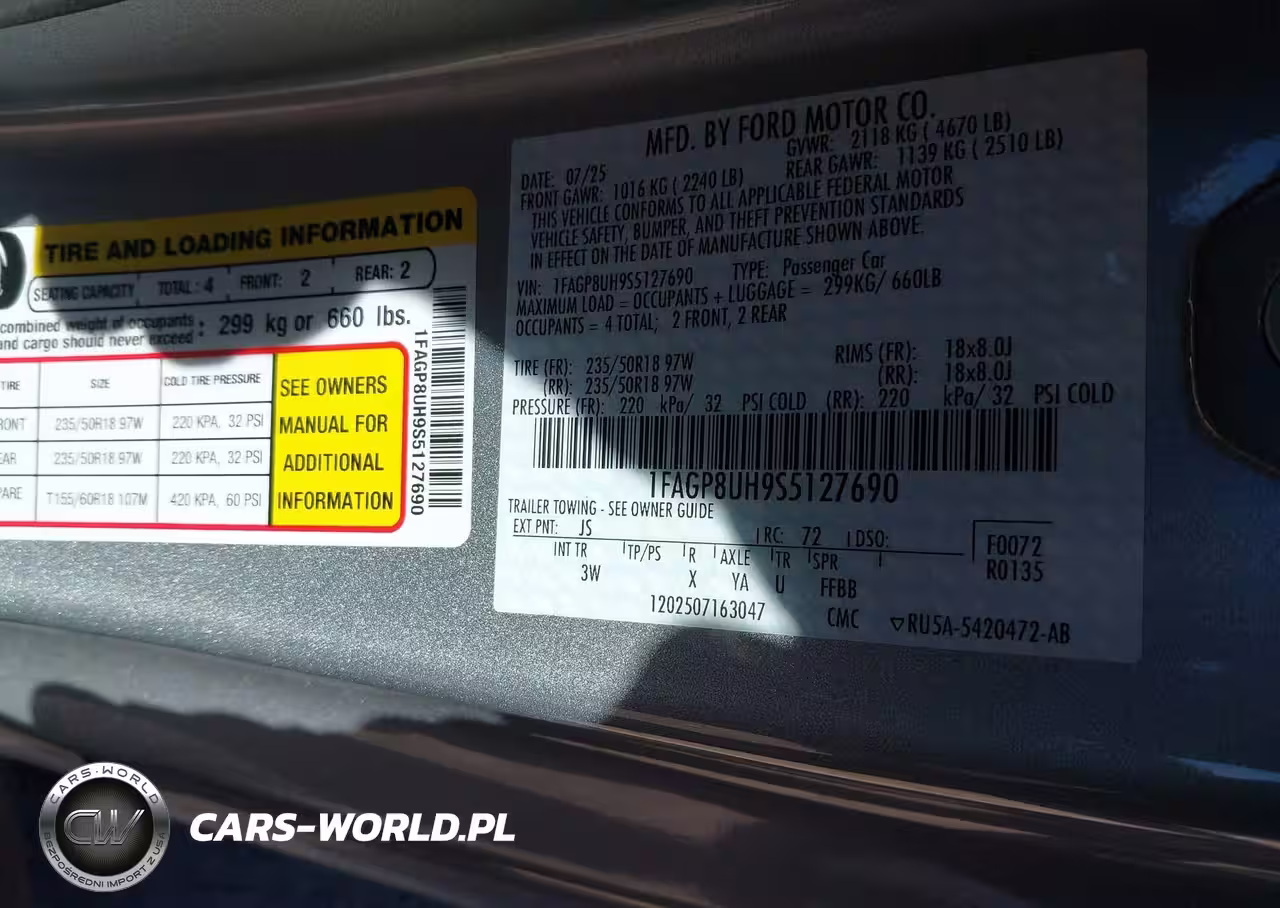 TIRE AND LOADING INFORMATION
SEATING CAPACITY TOTAL: 4 FRONT: 2 REAR: 2
combined weight of occupants : 299 kg or 660 lbs.
and cargo should never exceed
TIRE SIZE COLD TIRE PRESSURE
RONT 235/50R18 97W 220 KPA, 32 PSI
EAR 235/50R18 97W 220 KPA, 32 PSI
PARE T155/60R18 107M 420 KPA, 60 PSI
SEE OWNERS
MANUAL FOR
ADDITIONAL
INFORMATION
1FAGP8UH9S5127690
MFD. BY FORD MOTOR CO.
DATE: 07/25 GVWR: 2118 KG ( 4670 LB)
FRONT GAWR: 1016 KG ( 2240 LB) REAR GAWR: 1139 KG ( 2510 LB)
THIS VEHICLE CONFORMS TO ALL APPLICABLE FEDERAL MOTOR
VEHICLE SAFETY, BUMPER, AND THEFT PREVENTION STANDARDS
IN EFFECT ON THE DATE OF MANUFACTURE SHOWN ABOVE.
VIN: 1FAGP8UH9S5127690 TYPE: Passenger Car
MAXIMUM LOAD = OCCUPANTS + LUGGAGE = 299KG/ 660LB
OCCUPANTS = 4 TOTAL; 2 FRONT, 2 REAR
TIRE (FR): 235/50R18 97W RIMS (FR): 18x8.0J
(RR): 235/50R18 97W (RR): 18x8.0J
PRESSURE (FR): 220 kPa/ 32 PSI COLD (RR): 220 kPa/ 32 PSI COLD
1FAGP8UH9S5127690
TRAILER TOWING - SEE OWNER GUIDE
EXT PNT: JS RC: 72 DSO:
INT TR TP/PS R AXLE TR SPR
3W X YA U FFBB
F0072
R0135
1202507163047 CMC ▽RU5A-5420472-AB
CARS-WORLD
CW
BEZPOŚREDNI IMPORT Z USA
CARS-WORLD.PL